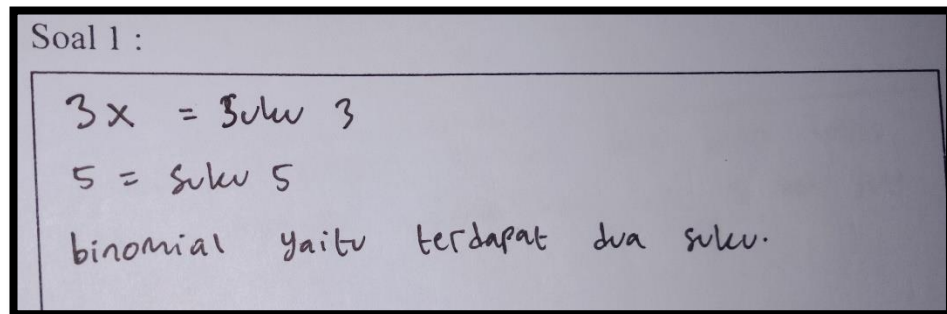 Soal 1 :
3x = Suku 3
5 = Suku 5
binomial yaitu terdapat dua suku.